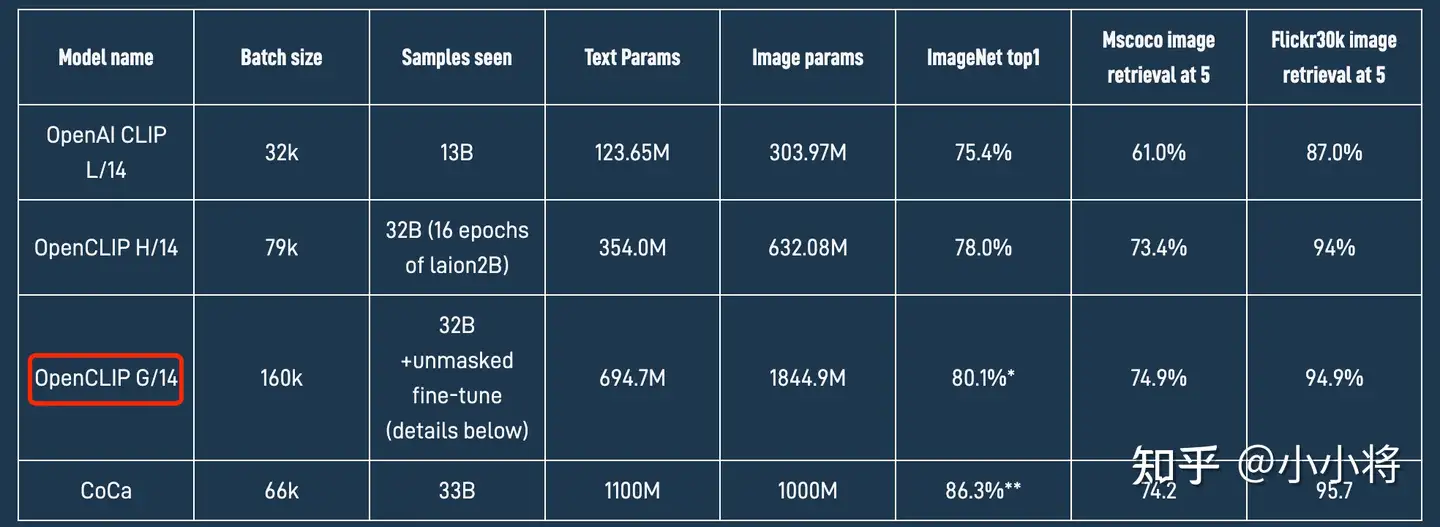 Model name
Batch size
Samples seen
Text Params
Image params
ImageNet top1
Mscoco image
retrieval at 5
Flickr30k image
retrieval at 5
OpenAI CLIP
L/14
32k
13B
123.65M
303.97M
75.4%
61.0%
87.0%
OpenCLIP H/14
79k
32B (16 epochs
of laion2B)
354.0M
632.08M
78.0%
73.4%
94%
OpenCLIP G/14
160k
32B
+unmasked
fine-tune
(details below)
694.7M
1844.9M
80.1%*
74.9%
94.9%
CoCa
66k
33B
1100M
1000M
86.3%**
74.2
95.7
知乎 @小小将